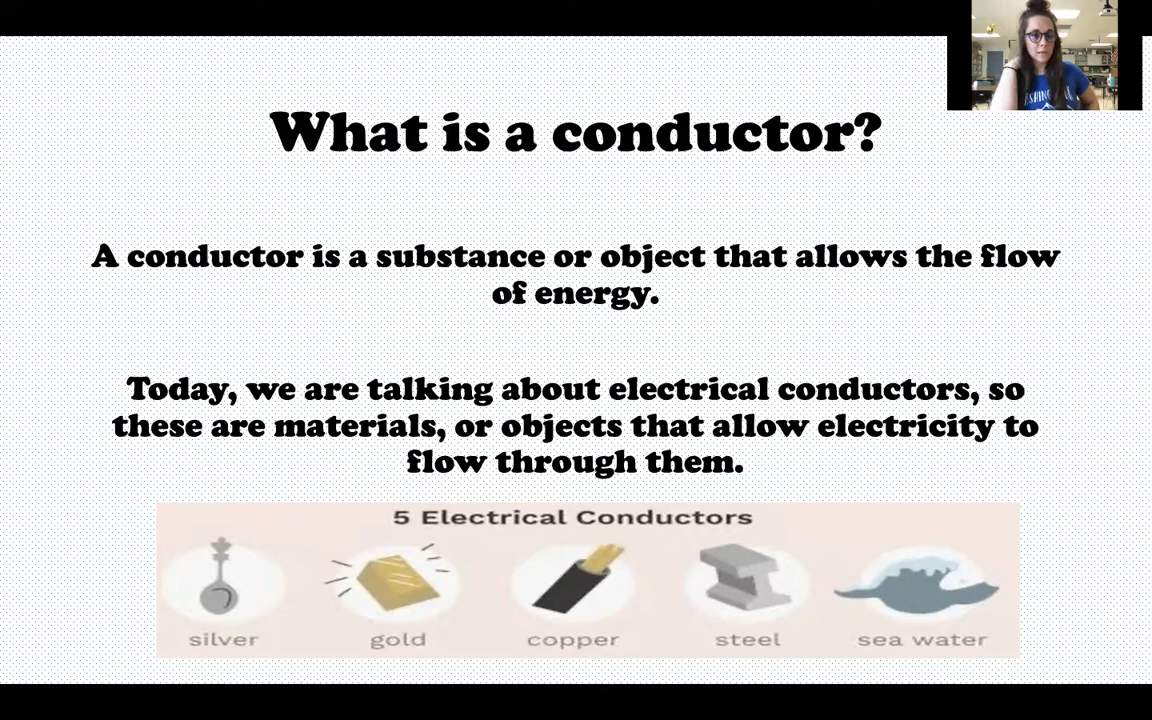 What is a conductor?
A conductor is a substance or object that allows the flow
of energy.
Today, we are talking about electrical conductors, so
these are materials, or objects that allow electricity to
flow through them.
5 Electrical Conductors
silver gold copper steel sea water